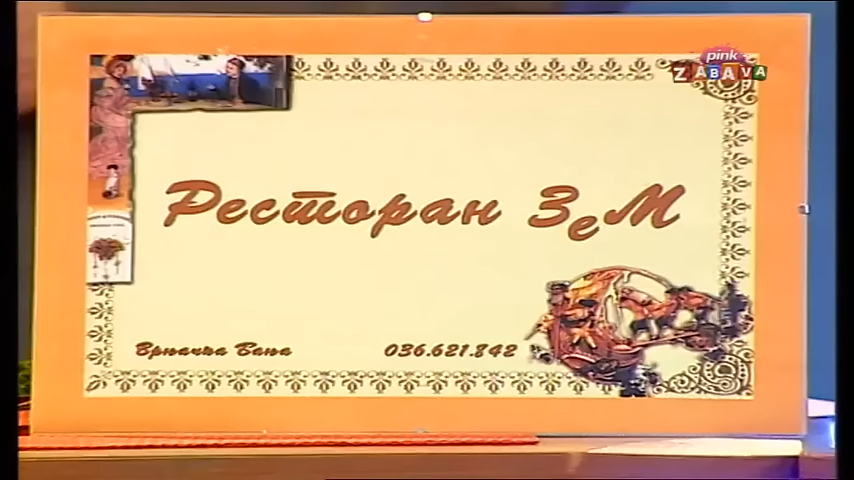 pink
ZABAVA
Ресторан ЗеМ
Врњачка Бања
036.621.842